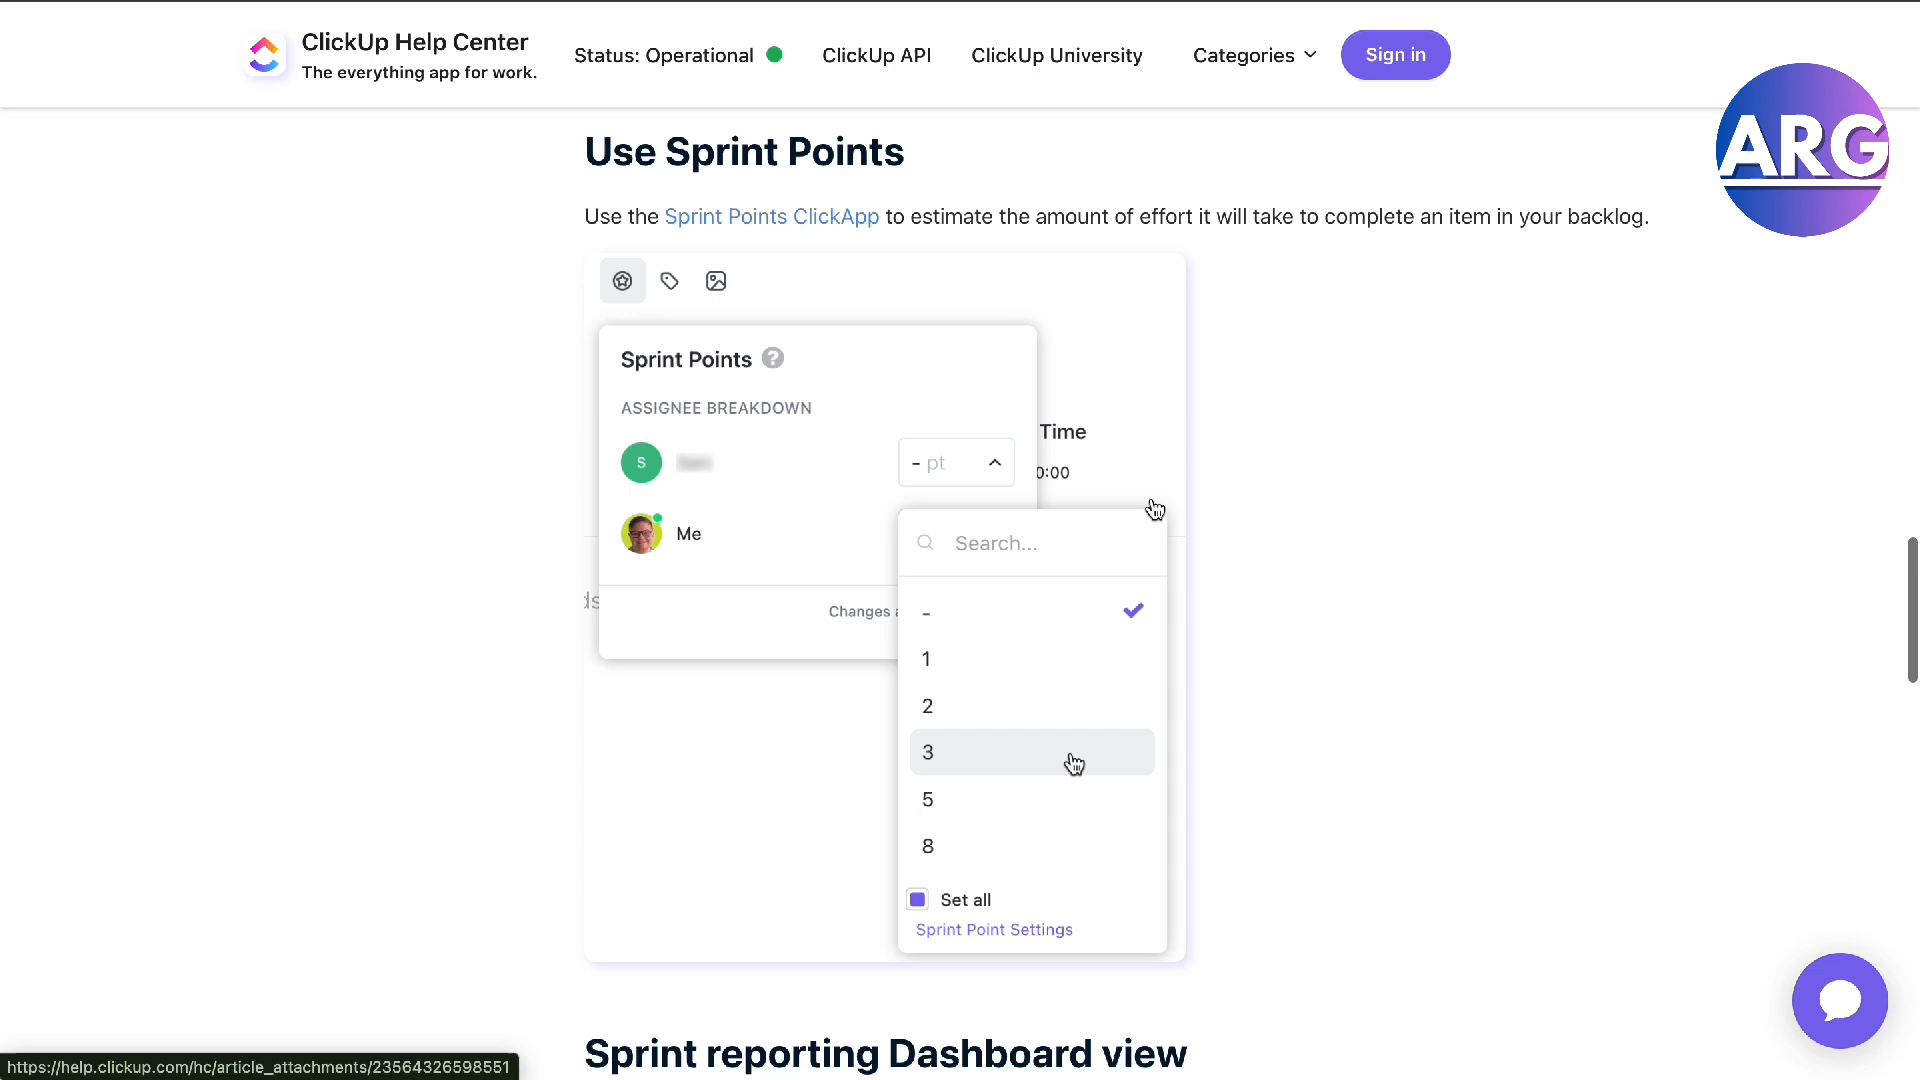 ClickUp Help Center
The everything app for work.
Status: Operational
ClickUp API
ClickUp University
Categories
Sign in
ARG
Use Sprint Points
Use the Sprint Points ClickApp to estimate the amount of effort it will take to complete an item in your backlog.
Sprint Points ?
ASSIGNEE BREAKDOWN
S
- pt
Time
0:00
Me
Search...
Changes
-
1
2
3
5
8
Set all
Sprint Point Settings
Sprint reporting Dashboard view
https://help.clickup.com/hc/article_attachments/23564326598551